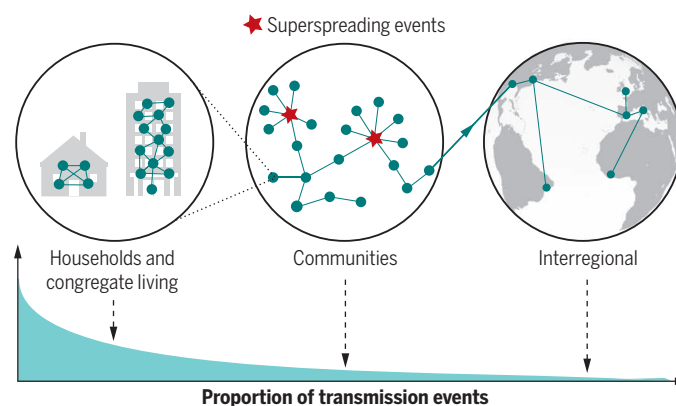 Superspreading events
Households and
congregate living
Communities
Interregional
Proportion of transmission events